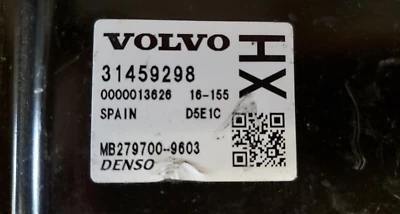 VOLVO
HX
31459298
0000013626 16-155
SPAIN D5E1C
MB279700-9603
DENSO